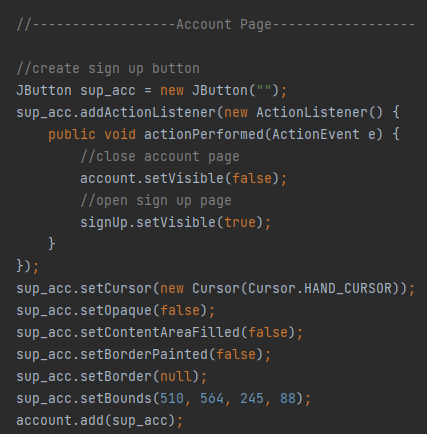 //------------------Account Page------------------
//create sign up button
JButton sup_acc = new JButton("");
sup_acc.addActionListener(new ActionListener() {
    public void actionPerformed(ActionEvent e) {
        //close account page
        account.setVisible(false);
        //open sign up page
        signUp.setVisible(true);
    }
});
sup_acc.setCursor(new Cursor(Cursor.HAND_CURSOR));
sup_acc.setOpaque(false);
sup_acc.setContentAreaFilled(false);
sup_acc.setBorderPainted(false);
sup_acc.setBorder(null);
sup_acc.setBounds(510, 564, 245, 88);
account.add(sup_acc);